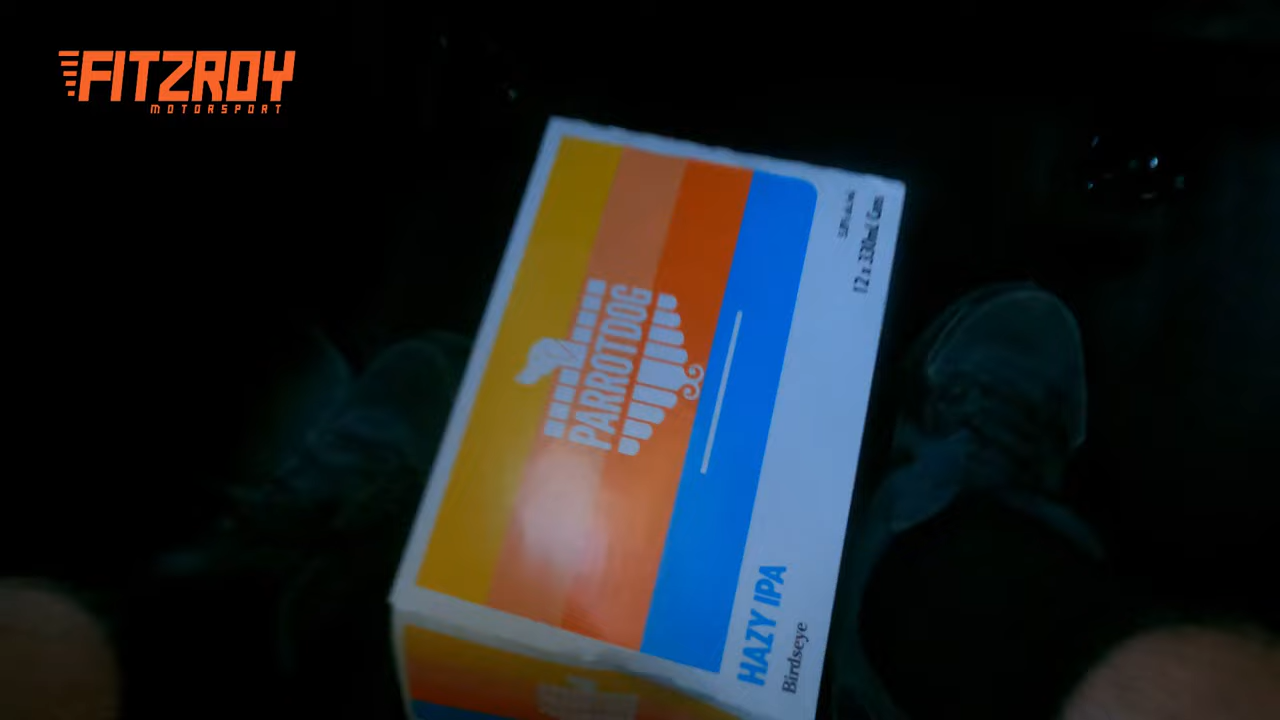 FITZROY
MOTORSPORT
PARROTDOG
12 x 330ml Cans
HAZY IPA
Birdseye